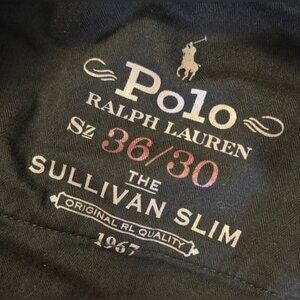 Polo
RALPH LAUREN
Sz 36/30
THE
SULLIVAN SLIM
ORIGINAL RL QUALITY
1967